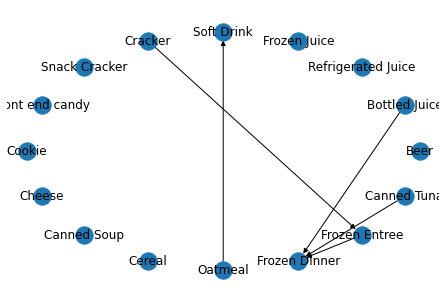 Soft Drink
Cracker
Frozen Juice
Snack Cracker
Refrigerated Juice
ont end candy
Bottled Juice
Cookie
Beer
Cheese
Canned Tuna
Canned Soup
Frozen Entree
Cereal
Frozen Dinner
Oatmeal